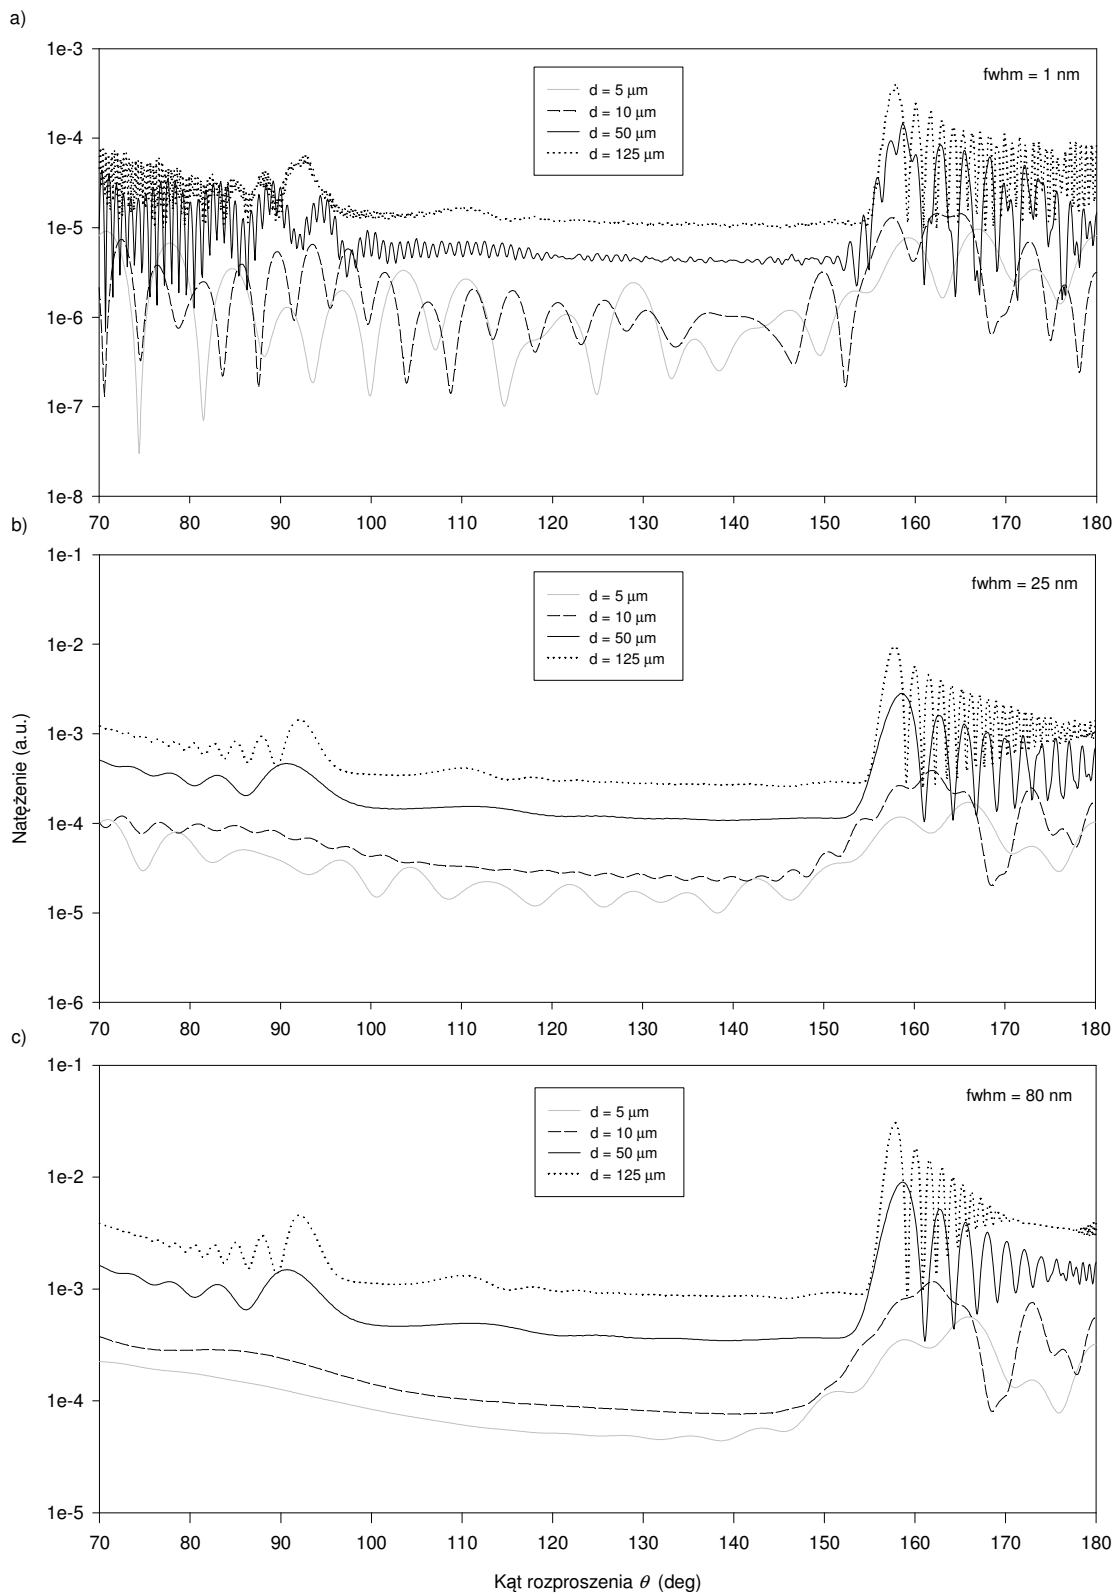 a)
1e-3
fwhm = 1 nm
d = 5 μm
d = 10 μm
d = 50 μm
d = 125 μm
1e-4
1e-5
1e-6
1e-7
1e-8
70 80 90 100 110 120 130 140 150 160 170 180
b)
1e-1
fwhm = 25 nm
d = 5 μm
d = 10 μm
d = 50 μm
d = 125 μm
1e-2
1e-3
1e-4
1e-5
1e-6
Natężenie (a.u.)
70 80 90 100 110 120 130 140 150 160 170 180
c)
1e-1
fwhm = 80 nm
d = 5 μm
d = 10 μm
d = 50 μm
d = 125 μm
1e-2
1e-3
1e-4
1e-5
70 80 90 100 110 120 130 140 150 160 170 180
Kąt rozproszenia θ (deg)